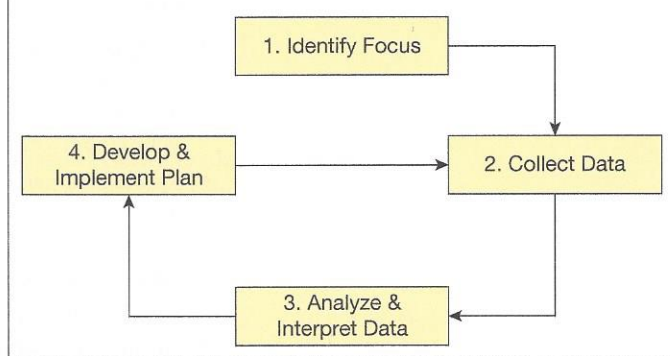 1. Identify Focus
2. Collect Data
3. Analyze &
Interpret Data
4. Develop &
Implement Plan